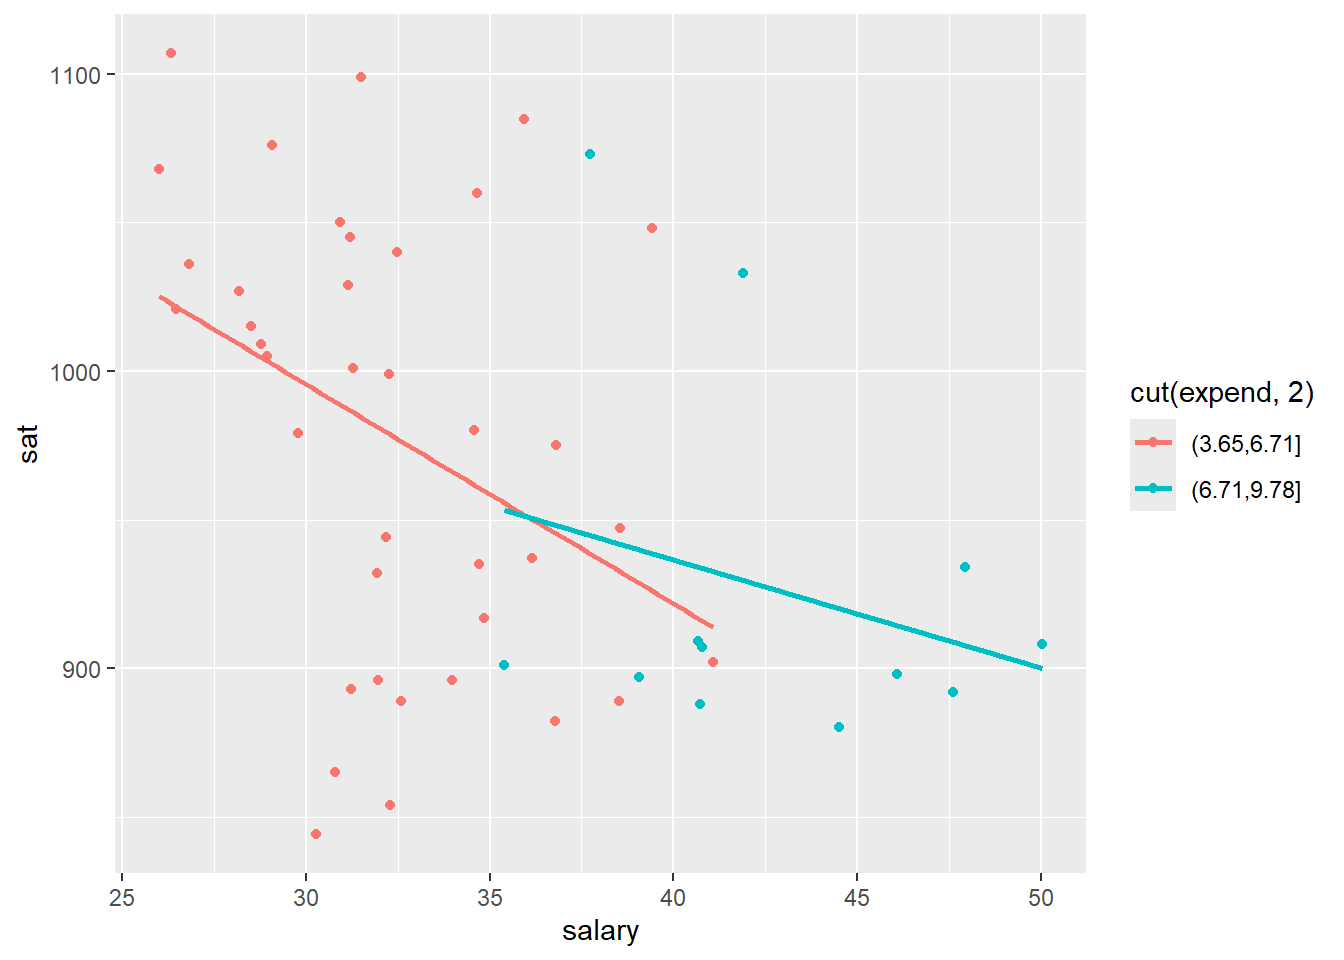 1100
1000
900
sat
25 30 35 40 45 50
salary
cut(expend, 2)
(3.65,6.71]
(6.71,9.78]